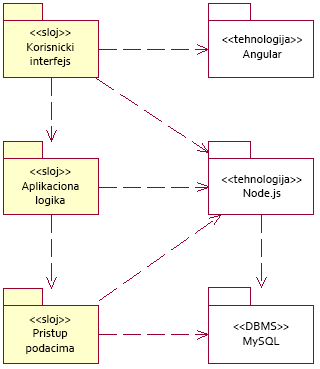 <<sloj>>
Korisnicki
interfejs
<<tehnologija>>
Angular
<<sloj>>
Aplikaciona
logika
<<tehnologija>>
Node.js
<<sloj>>
Pristup
podacima
<<DBMS>>
MySQL